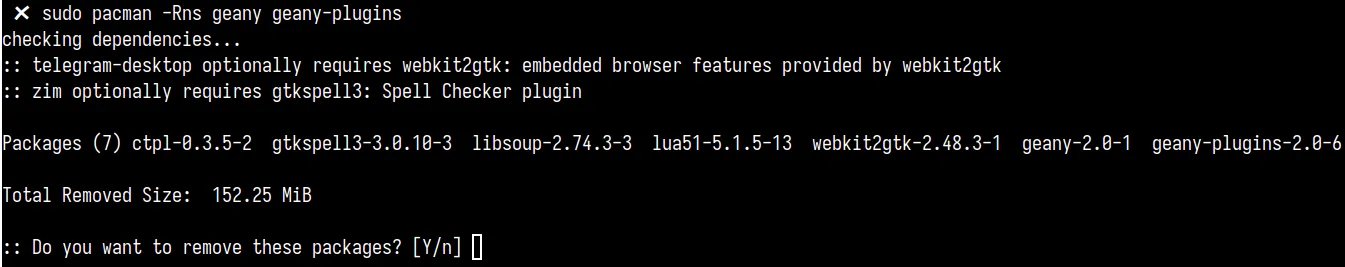 ✕ sudo pacman -Rns geany geany-plugins
checking dependencies...
:: telegram-desktop optionally requires webkit2gtk: embedded browser features provided by webkit2gtk
:: zim optionally requires gtkspell3: Spell Checker plugin
Packages (7) ctpl-0.3.5-2  gtkspell3-3.0.10-3  libsoup-2.74.3-3  lua51-5.1.5-13  webkit2gtk-2.48.3-1  geany-2.0-1  geany-plugins-2.0-6
Total Removed Size:  152.25 MiB
:: Do you want to remove these packages? [Y/n]